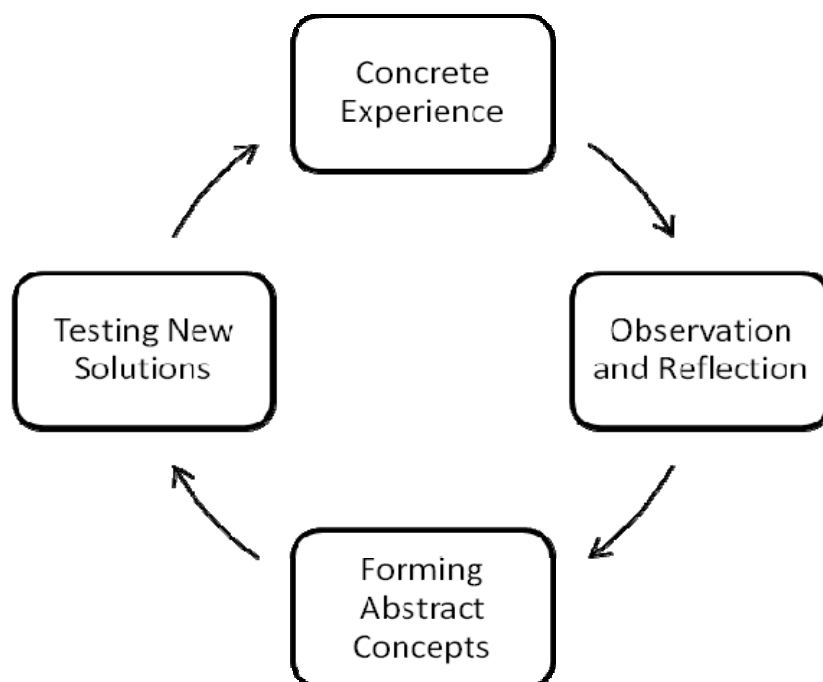 Concrete
Experience
Testing New
Solutions
Observation
and Reflection
Forming
Abstract
Concepts